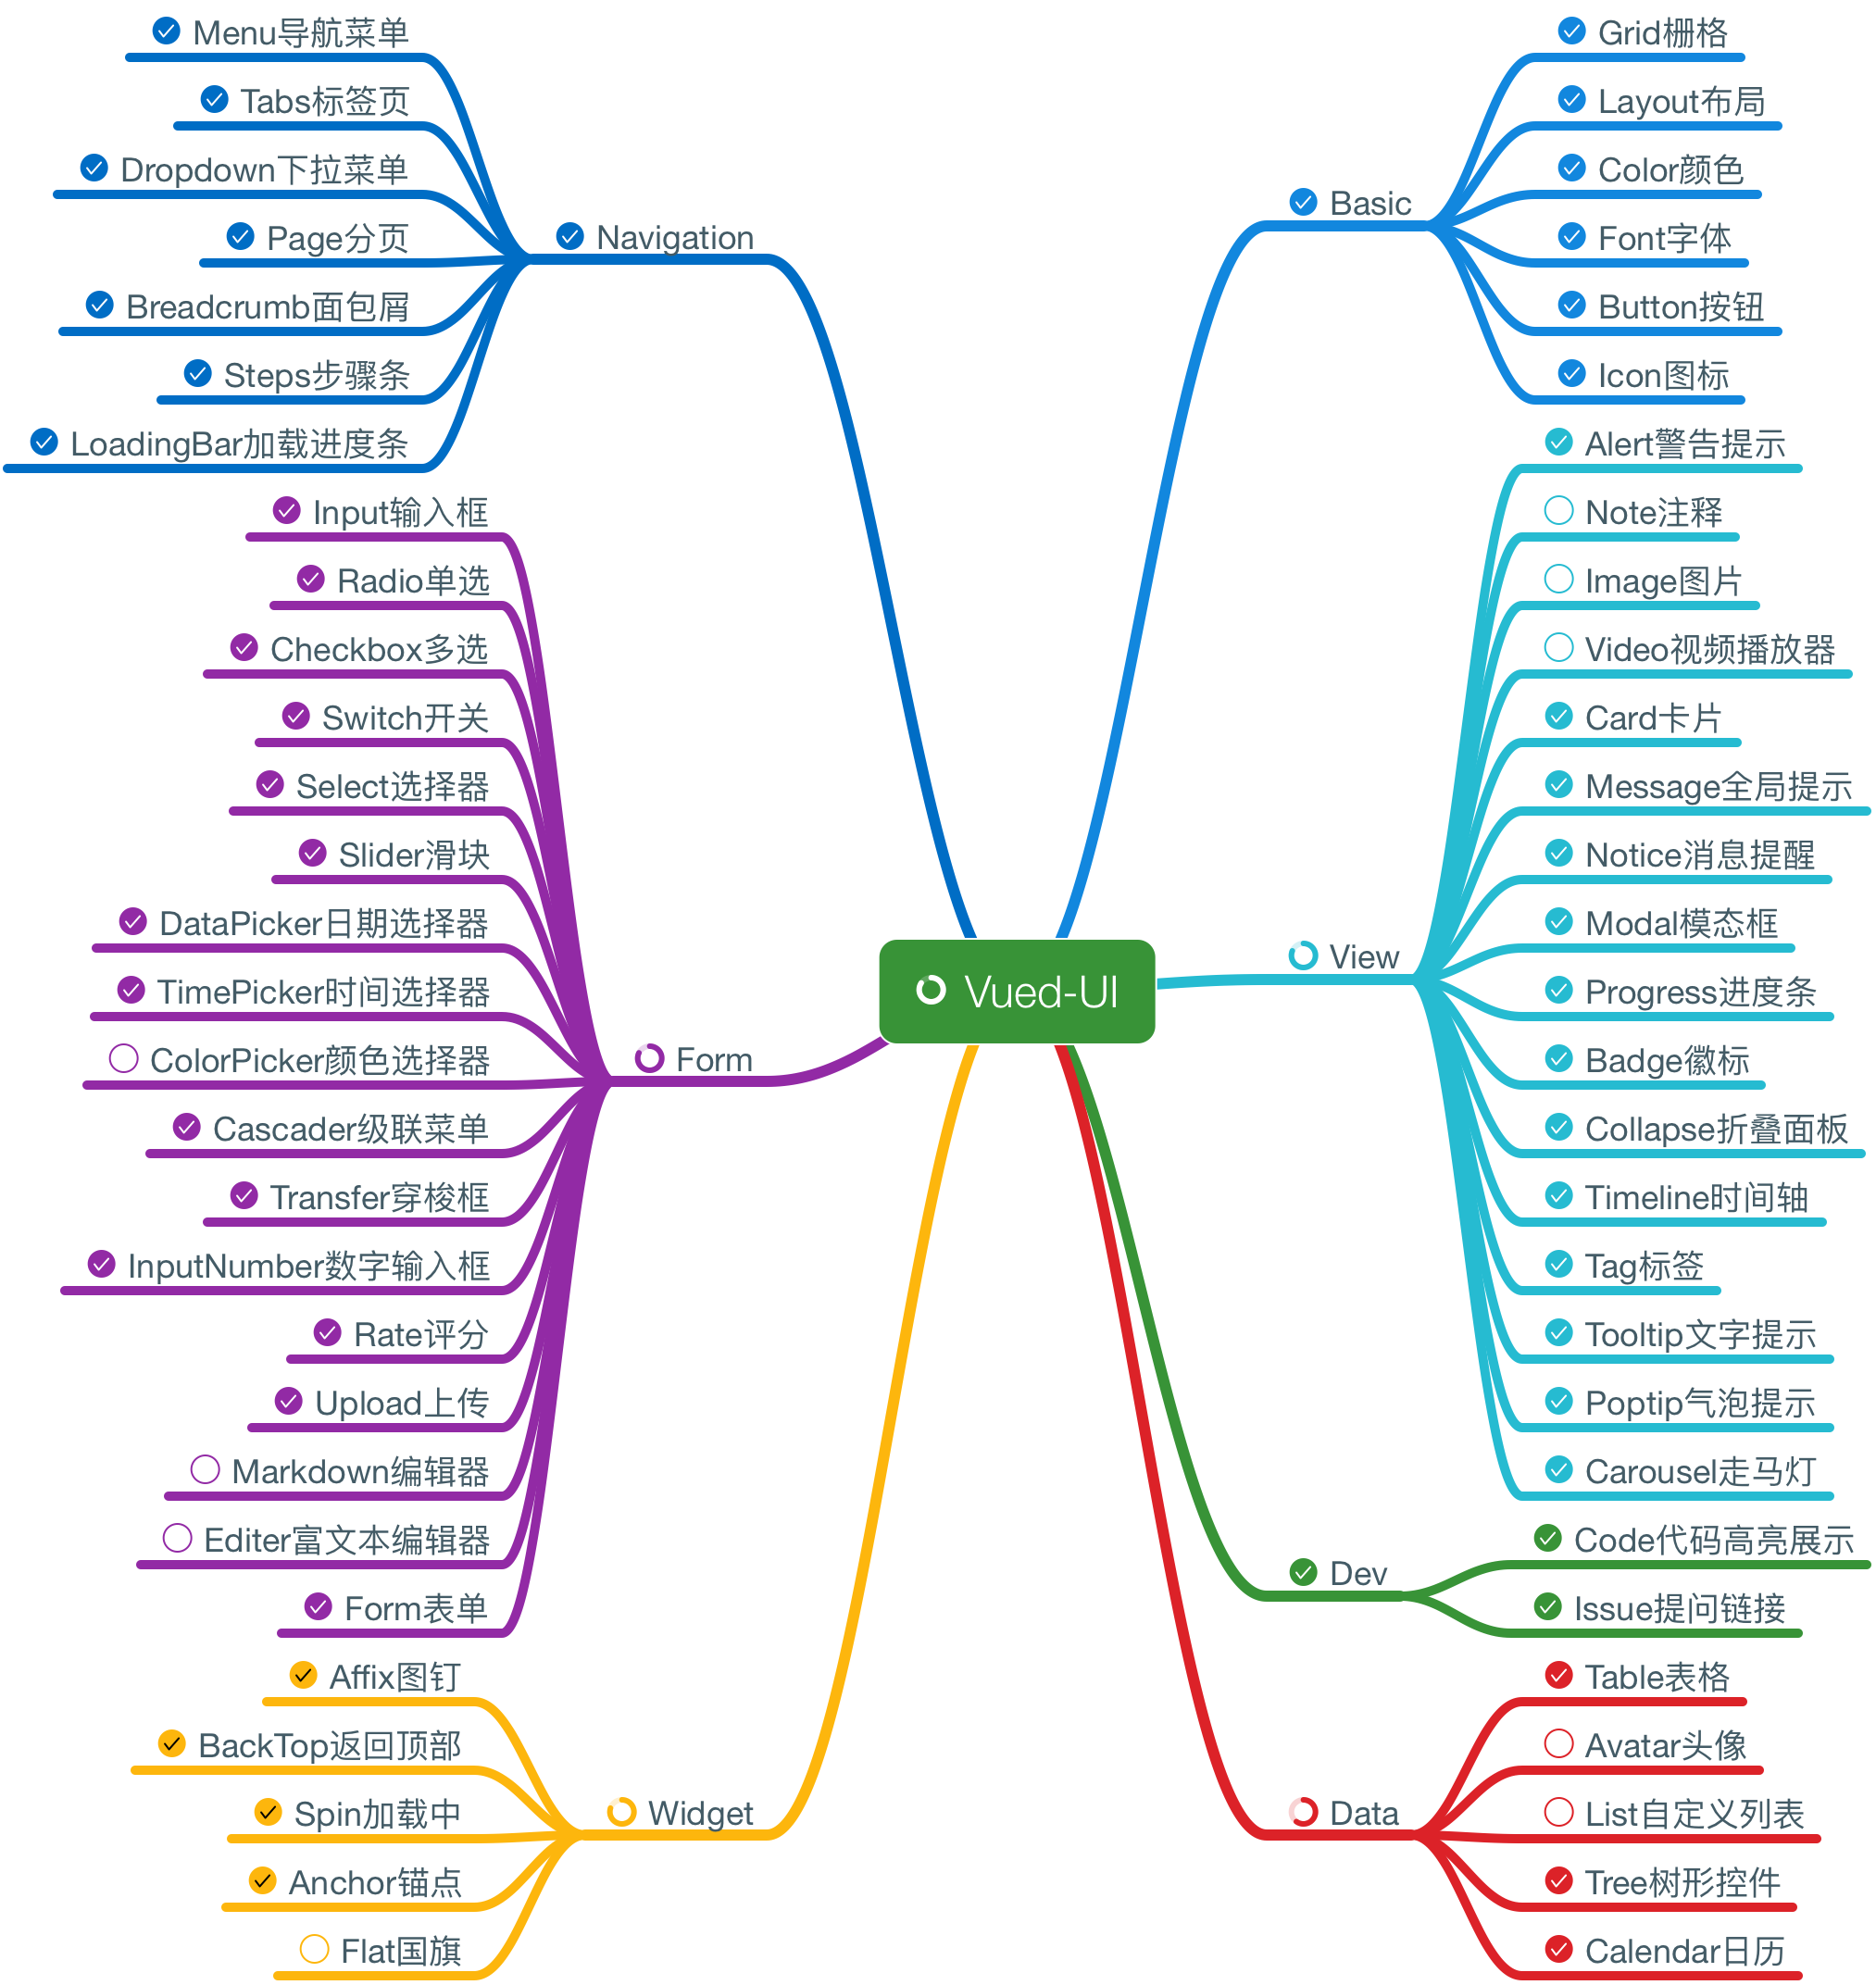 Vued-UI
Basic
Grid栅格
Layout布局
Color颜色
Font字体
Button按钮
Icon图标
View
Alert警告提示
Note注释
Image图片
Video视频播放器
Card卡片
Message全局提示
Notice消息提醒
Modal模态框
Progress进度条
Badge徽标
Collapse折叠面板
Timeline时间轴
Tag标签
Tooltip文字提示
Poptip气泡提示
Carousel走马灯
Dev
Code代码高亮展示
Issue提问链接
Data
Table表格
Avatar头像
List自定义列表
Tree树形控件
Calendar日历
Navigation
Menu导航菜单
Tabs标签页
Dropdown下拉菜单
Page分页
Breadcrumb面包屑
Steps步骤条
LoadingBar加载进度条
Form
Input输入框
Radio单选
Checkbox多选
Switch开关
Select选择器
Slider滑块
DataPicker日期选择器
TimePicker时间选择器
ColorPicker颜色选择器
Cascader级联菜单
Transfer穿梭框
InputNumber数字输入框
Rate评分
Upload上传
Markdown编辑器
Editer富文本编辑器
Form表单
Widget
Affix图钉
BackTop返回顶部
Spin加载中
Anchor锚点
Flat国旗